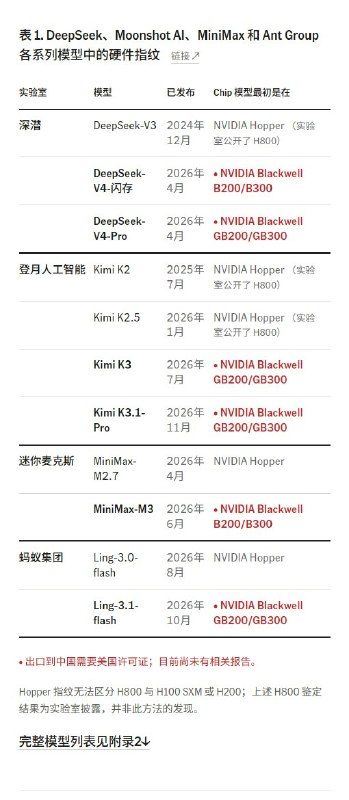 表 1. DeepSeek、Moonshot AI、MiniMax 和 Ant Group
各系列模型中的硬件指纹 链接↗
实验室 模型 已发布 Chip 模型最初是在
深潜 DeepSeek-V3 2024年 NVIDIA Hopper （实验
12月 室公开了 H800）
DeepSeek- 2026年 • NVIDIA Blackwell
V4-闪存 4月 B200/B300
DeepSeek- 2026年 • NVIDIA Blackwell
V4-Pro 4月 GB200/GB300
登月人工智能 Kimi K2 2025年 NVIDIA Hopper （实验
7月 室公开了 H800）
Kimi K2.5 2026年 NVIDIA Hopper （实验
1月 室公开了 H800）
Kimi K3 2026年 • NVIDIA Blackwell
7月 GB200/GB300
Kimi K3.1- 2026年 • NVIDIA Blackwell
Pro 11月 GB200/GB300
迷你麦克斯 MiniMax- 2026年 NVIDIA Hopper
M2.7 4月
MiniMax-M3 2026年 • NVIDIA Blackwell
6月 B200/B300
蚂蚁集团 Ling-3.0- 2026年 NVIDIA Hopper
flash 8月
Ling-3.1- 2026年 • NVIDIA Blackwell
flash 10月 GB200/GB300
• 出口到中国需要美国许可证；目前尚未有相关报告。
Hopper 指纹无法区分 H800 与 H100 SXM 或 H200；上述 H800 鉴定
结果为实验室披露，并非此方法的发现。
完整模型列表见附录2↓